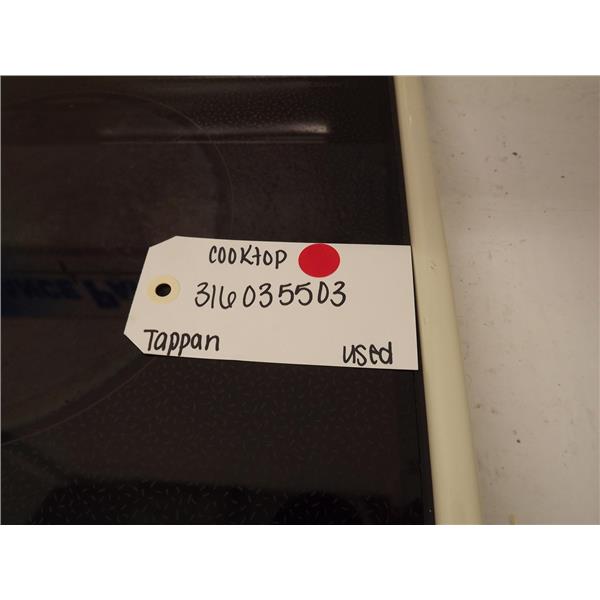 cooktop
316035503
Tappan
used